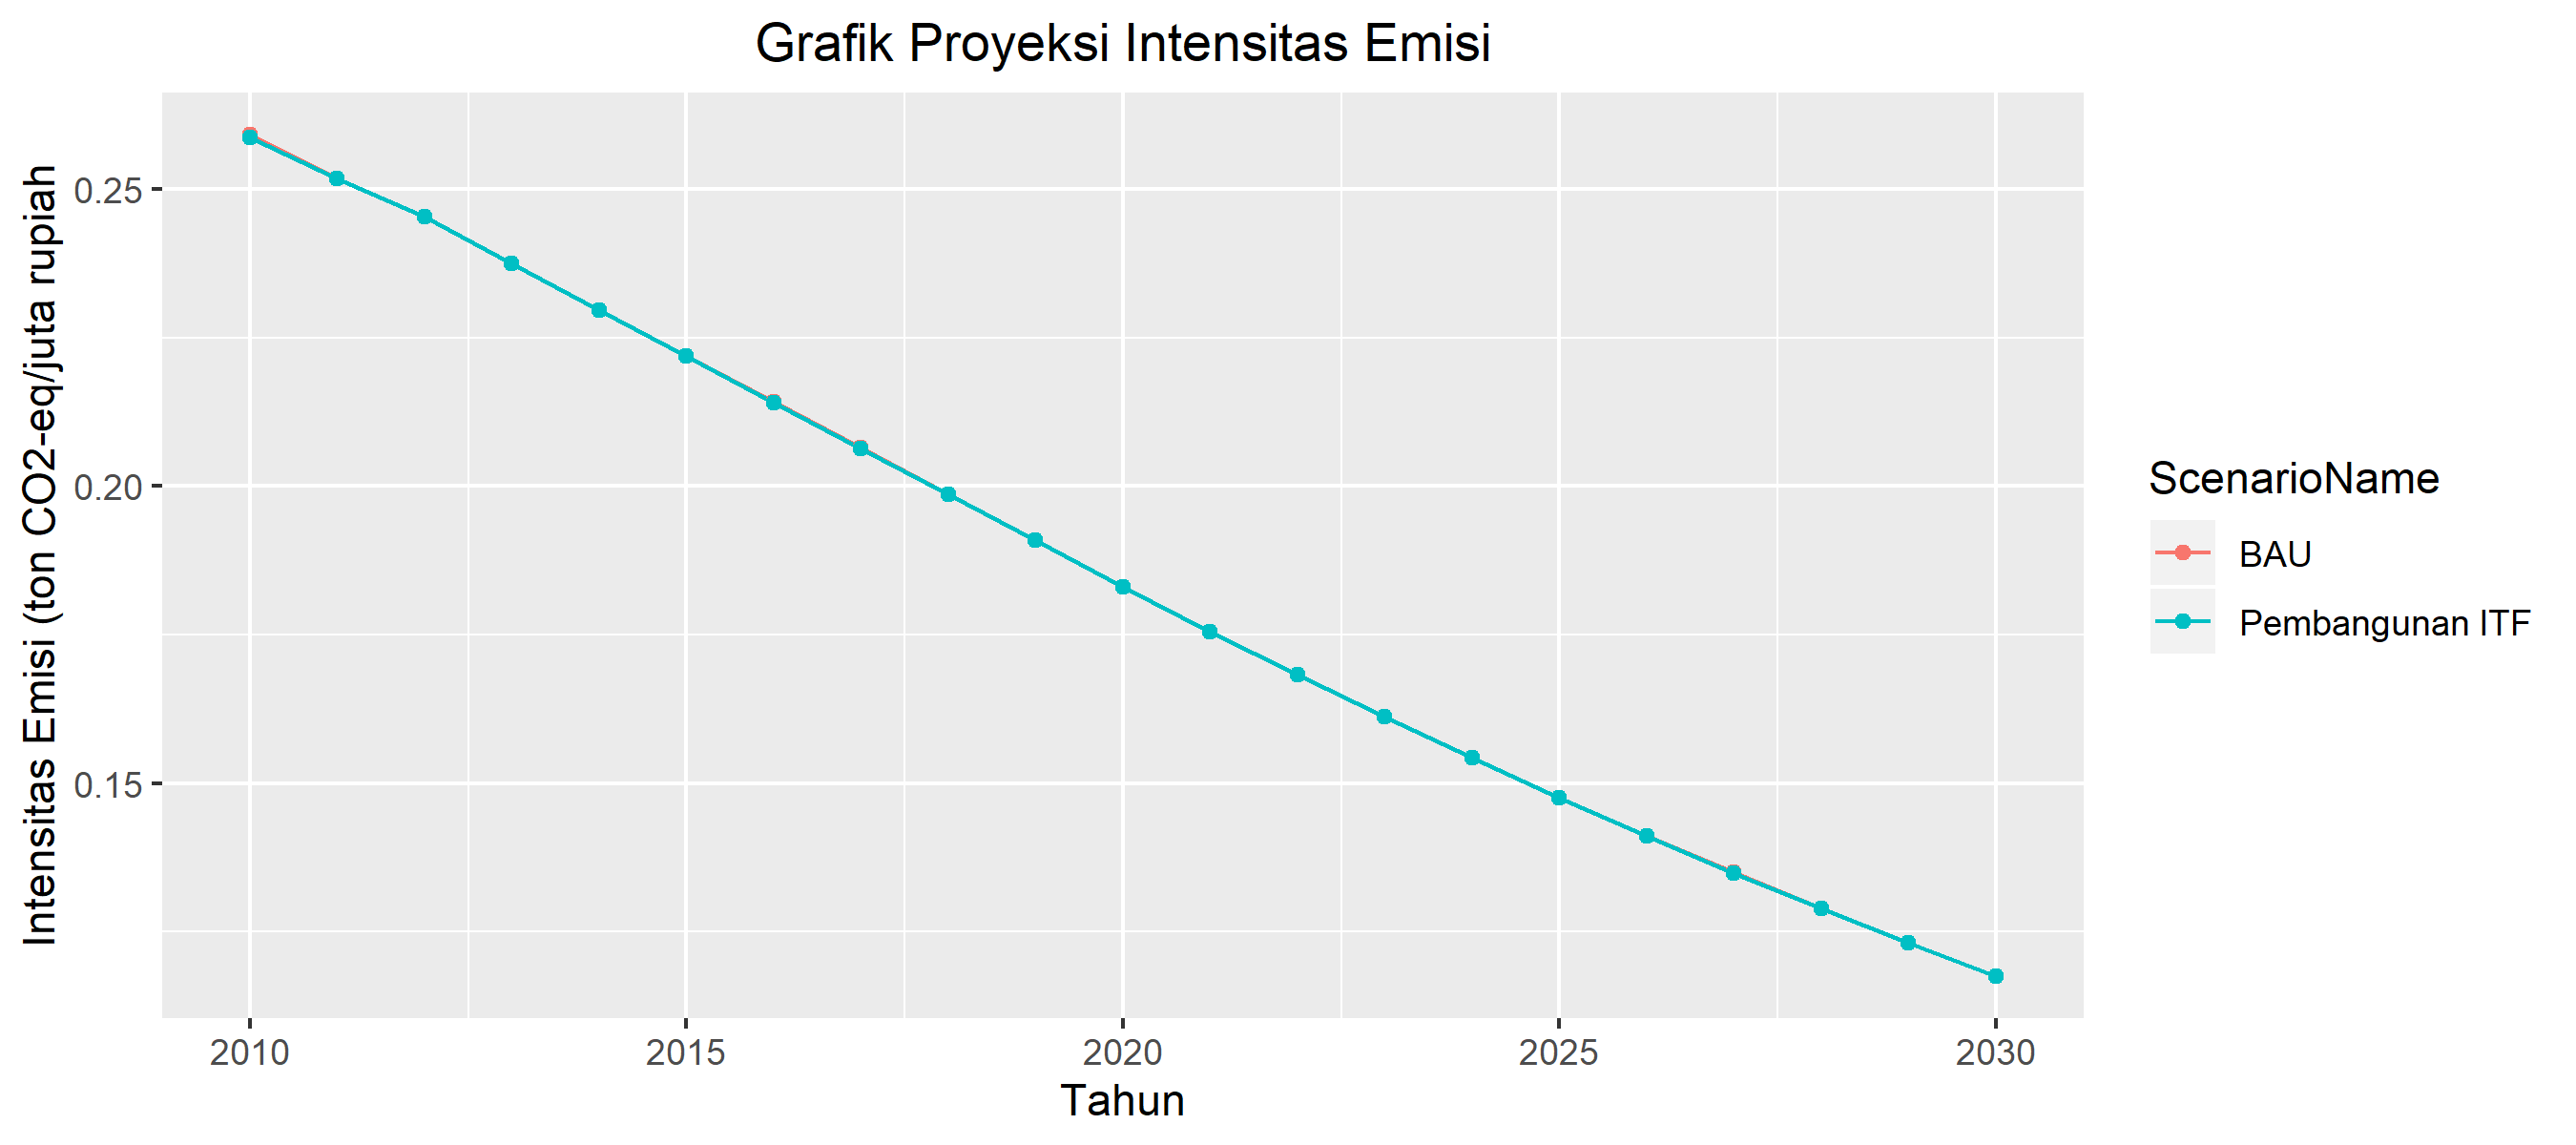 Grafik Proyeksi Intensitas Emisi
Intensitas Emisi (ton CO2-eq/juta rupiah
0.25
0.20
0.15
2010
2015
2020
2025
2030
Tahun
ScenarioName
BAU
Pembangunan ITF